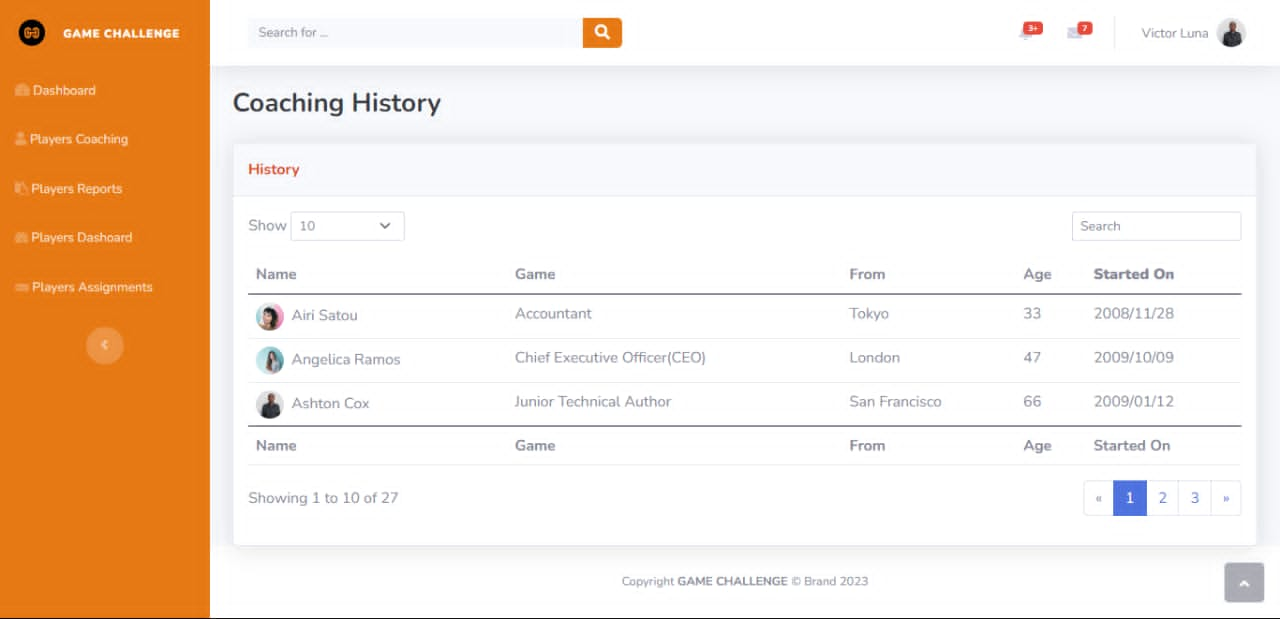 GAME CHALLENGE
Search for ...
3+
7
Victor Luna
Dashboard
Players Coaching
Players Reports
Players Dashoard
Players Assignments
Coaching History
History
Show 10
Search
Name Game From Age Started On
Airi Satou Accountant Tokyo 33 2008/11/28
Angelica Ramos Chief Executive Officer(CEO) London 47 2009/10/09
Ashton Cox Junior Technical Author San Francisco 66 2009/01/12
Name Game From Age Started On
Showing 1 to 10 of 27
« 1 2 3 »
Copyright GAME CHALLENGE © Brand 2023